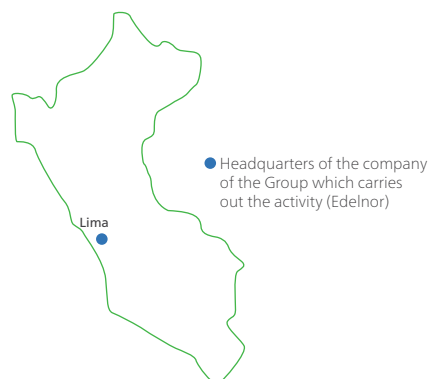 Headquarters of the company
of the Group which carries
out the activity (Edelnor)
Lima